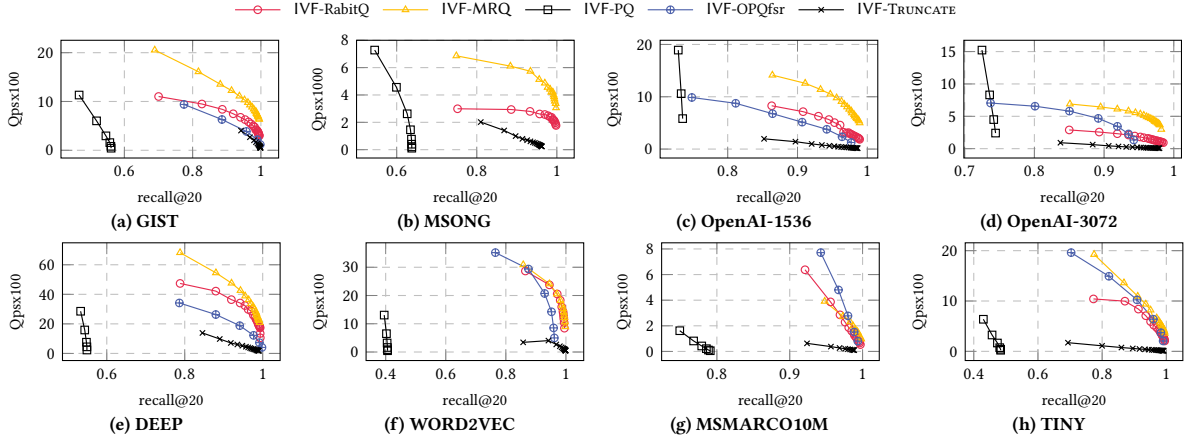 IVF-RabitQ IVF-MRQ IVF-PQ IVF-OPQfsr IVF-TRUNCATE
Qpsx100
20
10
0
0.6 0.8 1
recall@20
(a) GIST
Qpsx1000
8
6
4
2
0
0.6 0.8 1
recall@20
(b) MSONG
Qpsx100
20
15
10
5
0
0.8 0.9 1
recall@20
(c) OpenAI-1536
Qpsx100
15
10
5
0
0.7 0.8 0.9 1
recall@20
(d) OpenAI-3072
Qpsx100
60
40
20
0
0.6 0.8 1
recall@20
(e) DEEP
Qpsx100
30
20
10
0
0.4 0.6 0.8 1
recall@20
(f) WORD2VEC
Qpsx100
8
6
4
2
0
0.8 0.9 1
recall@20
(g) MSMARCO10M
Qpsx100
20
10
0
0.4 0.6 0.8 1
recall@20
(h) TINY